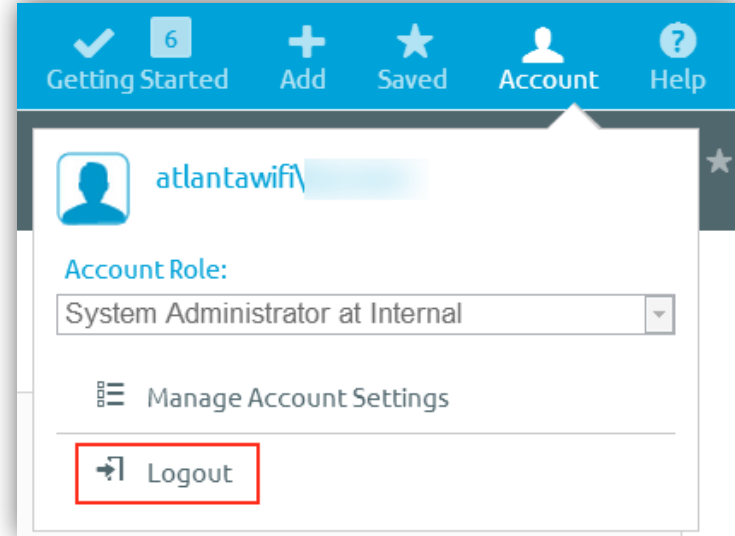 6
Getting Started Add Saved Account Help
atlantawifi\
Account Role:
System Administrator at Internal
Manage Account Settings
Logout